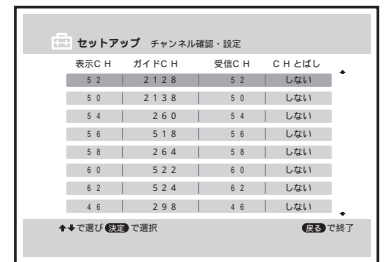 セットアップ チャンネル確認・設定
表示CH ガイドCH 受信CH CHとばし
52 2128 52 しない
50 2138 50 しない
54 260 54 しない
56 518 56 しない
58 264 58 しない
60 522 60 しない
62 524 62 しない
46 298 46 しない
で選び 決定 で選択 戻る で終了